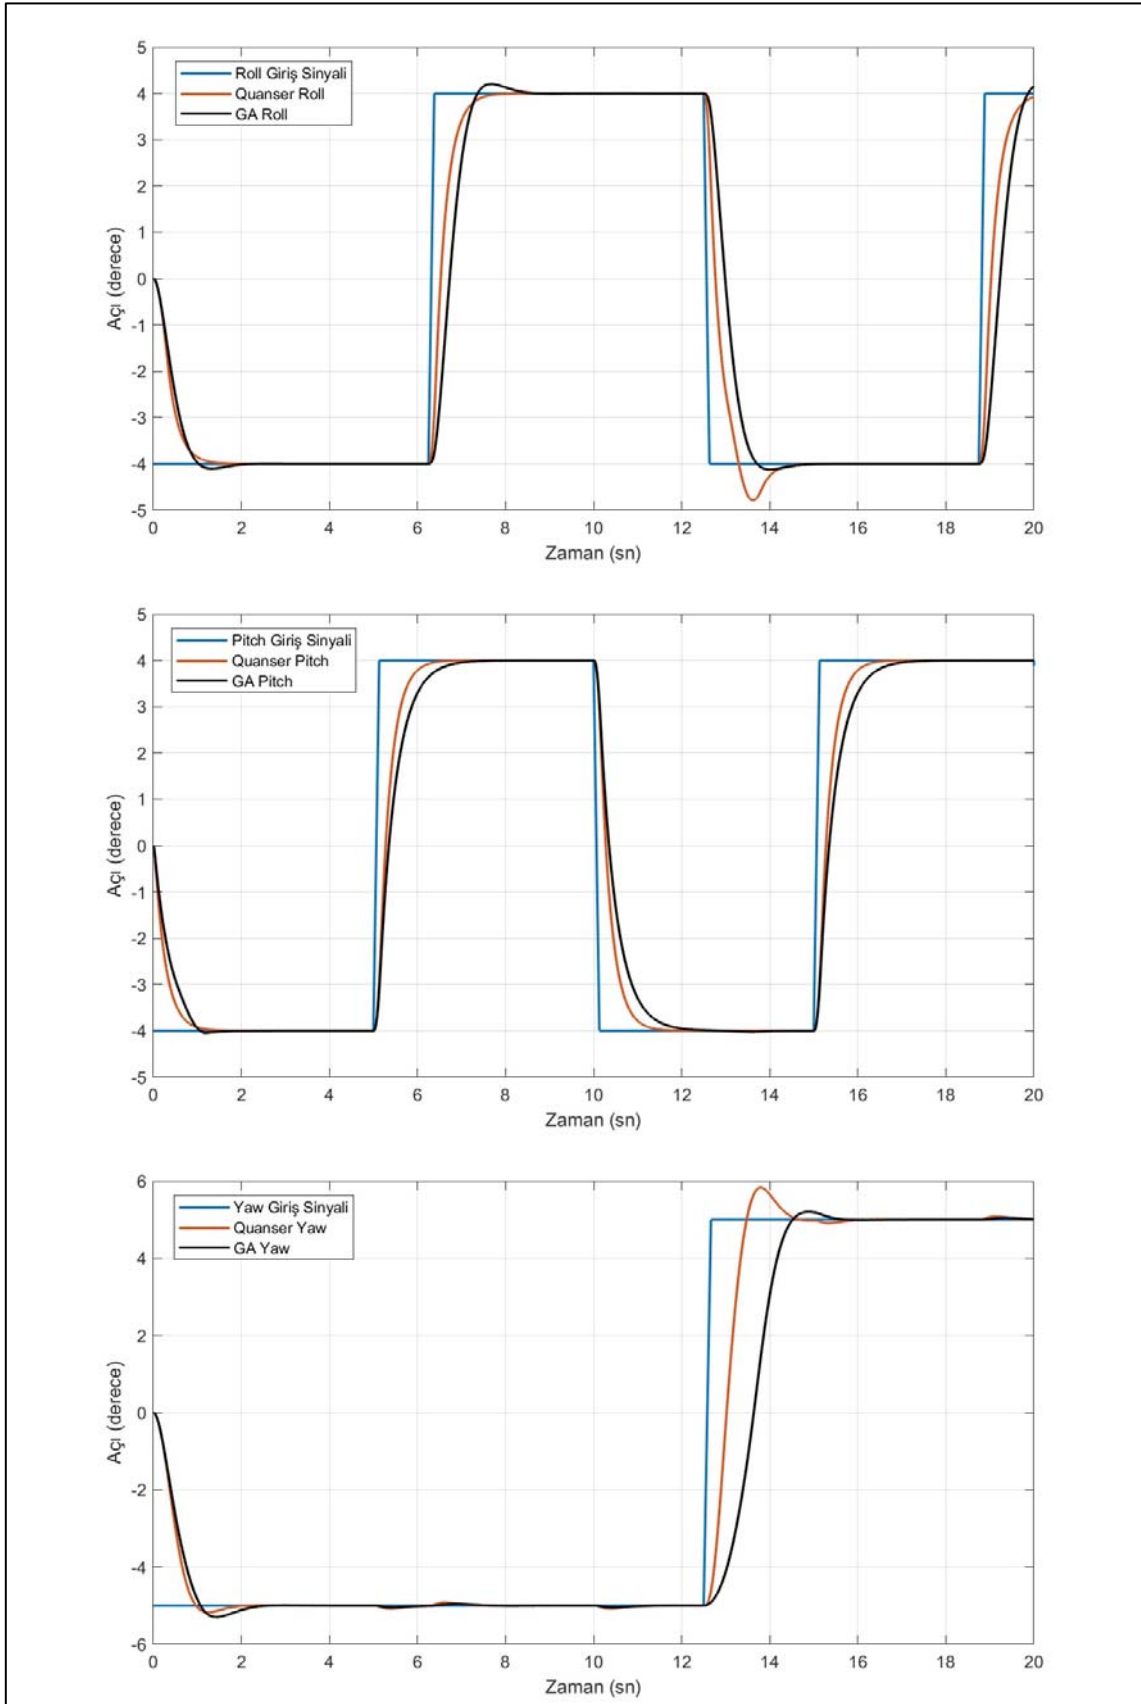 5
4
3
2
1
0
-1
-2
-3
-4
-5
Açı (derece)
Roll Giriş Sinyali
Quanser Roll
GA Roll
0 2 4 6 8 10 12 14 16 18 20
Zaman (sn)
5
4
3
2
1
0
-1
-2
-3
-4
-5
Açı (derece)
Pitch Giriş Sinyali
Quanser Pitch
GA Pitch
0 2 4 6 8 10 12 14 16 18 20
Zaman (sn)
6
4
2
0
-2
-4
-6
Açı (derece)
Yaw Giriş Sinyali
Quanser Yaw
GA Yaw
0 2 4 6 8 10 12 14 16 18 20
Zaman (sn)